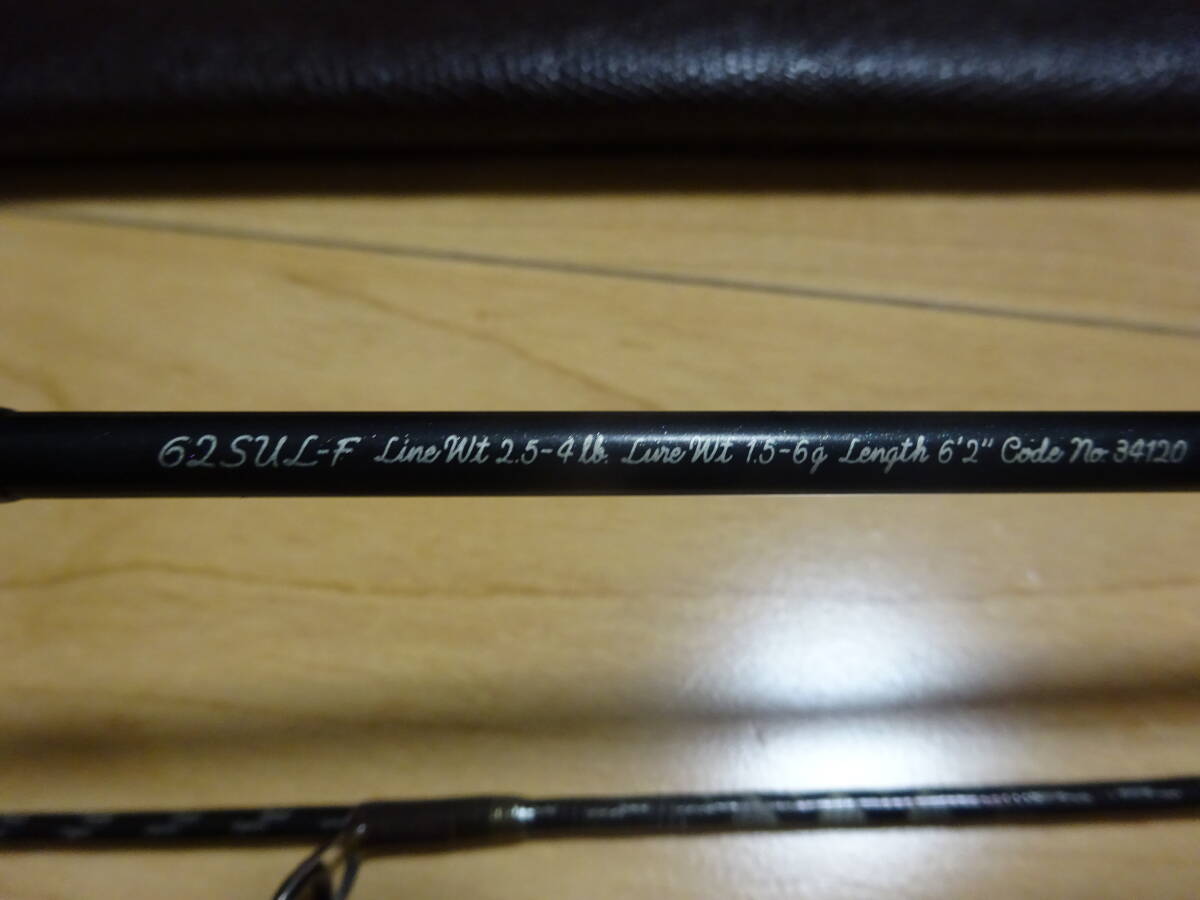 62SUL-F Line Wt 2.5-4 lb. Lure Wt 1.5-6g Length 6'2" Code No. 34120